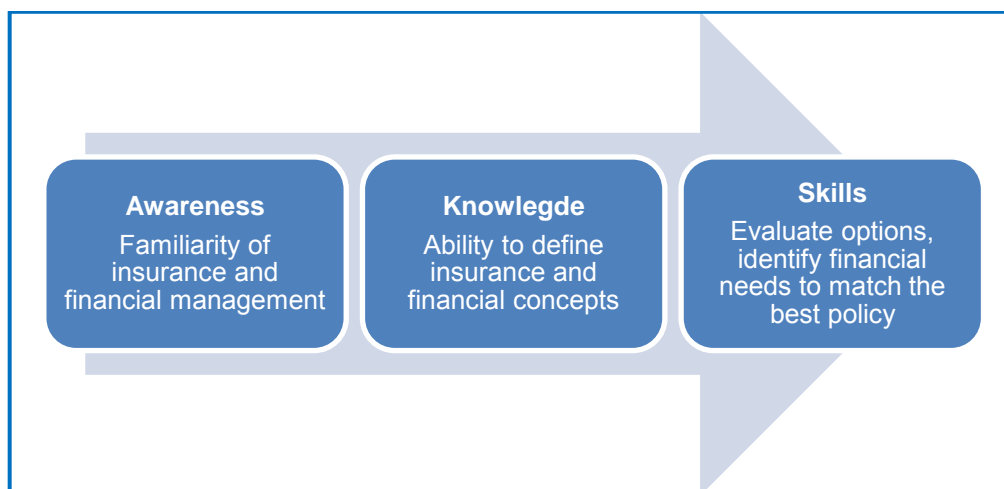 Awareness
Familiarity of
insurance and
financial management
Knowlegde
Ability to define
insurance and
financial concepts
Skills
Evaluate options,
identify financial
needs to match the
best policy